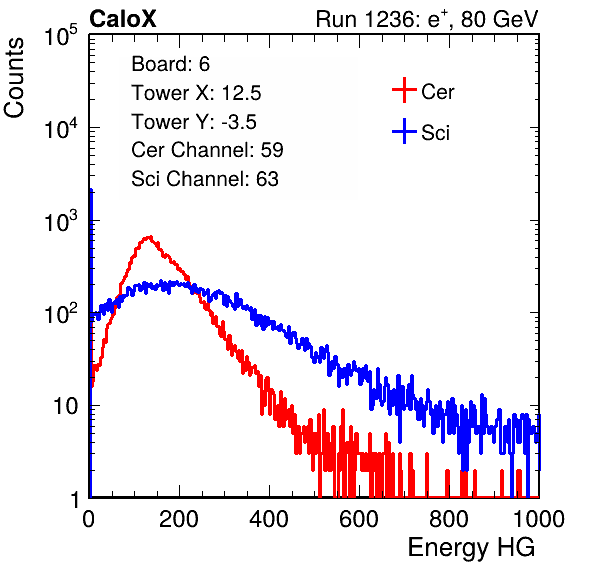 CaloX Run 1236: e⁺, 80 GeV
Counts
10⁵
10⁴
10³
10²
10
1
Board: 6
Tower X: 12.5
Tower Y: -3.5
Cer Channel: 59
Sci Channel: 63
Cer
Sci
0 200 400 600 800 1000
Energy HG